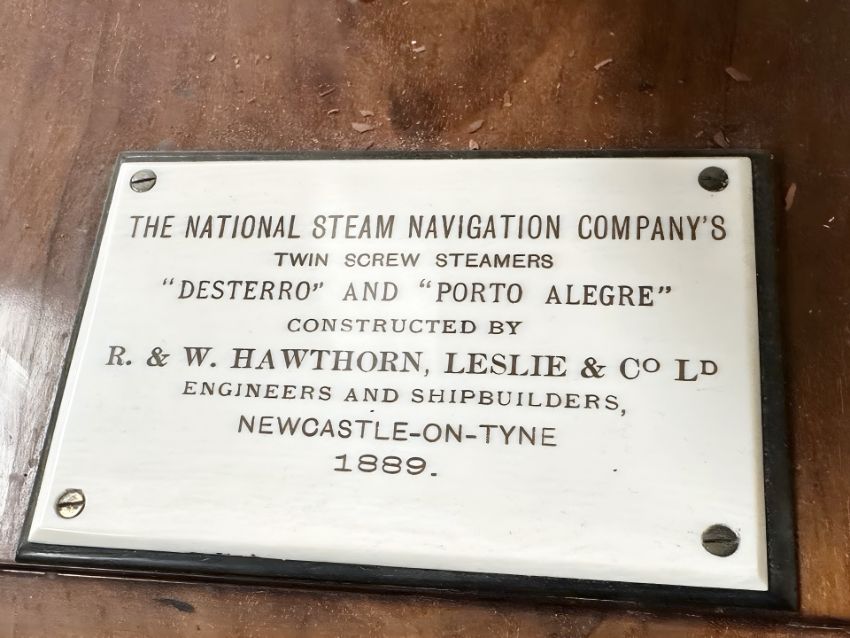 THE NATIONAL STEAM NAVIGATION COMPANY'S
TWIN SCREW STEAMERS
"DESTERRO" AND "PORTO ALEGRE"
CONSTRUCTED BY
R. & W. HAWTHORN, LESLIE & Cº Lᴰ
ENGINEERS AND SHIPBUILDERS,
NEWCASTLE-ON-TYNE
1889.